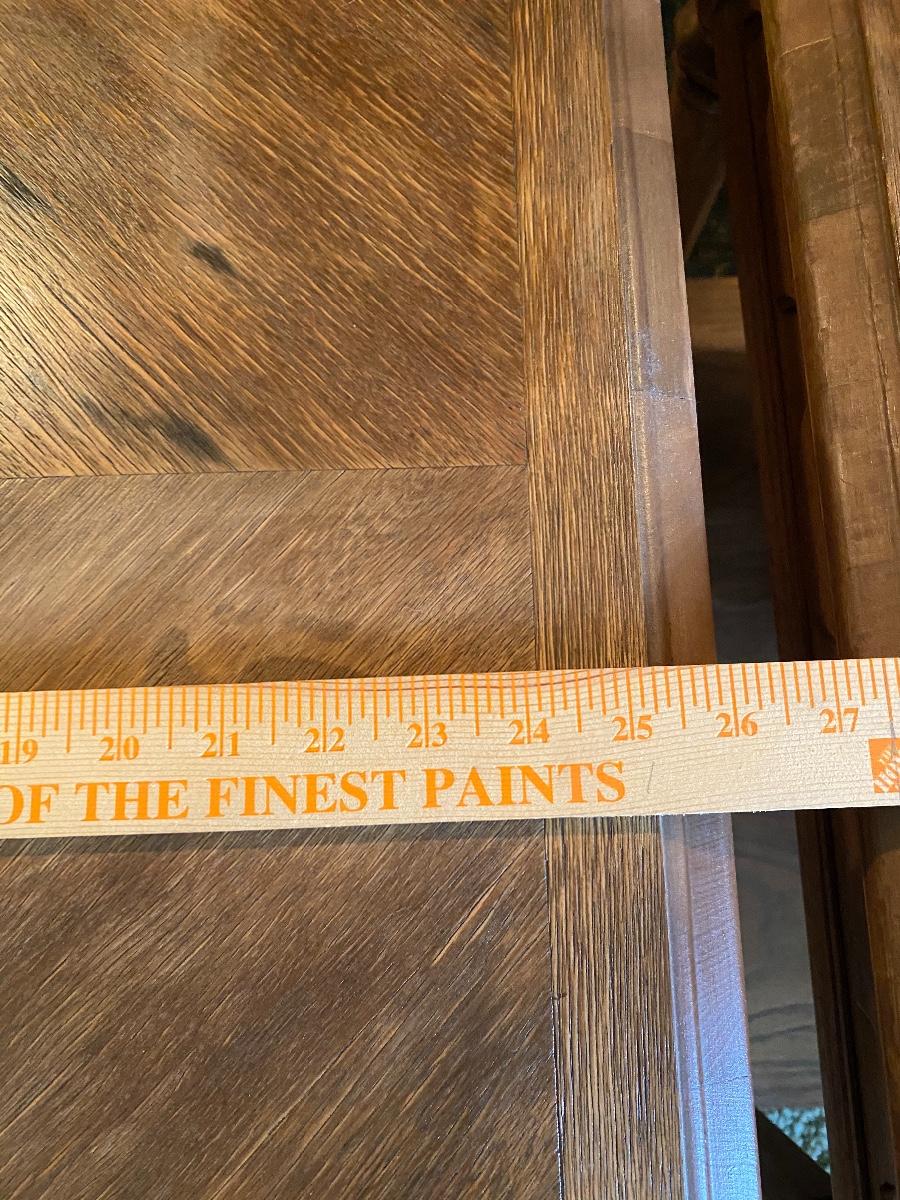 19 20 21 22 23 24 25 26 27
OF THE FINEST PAINTS